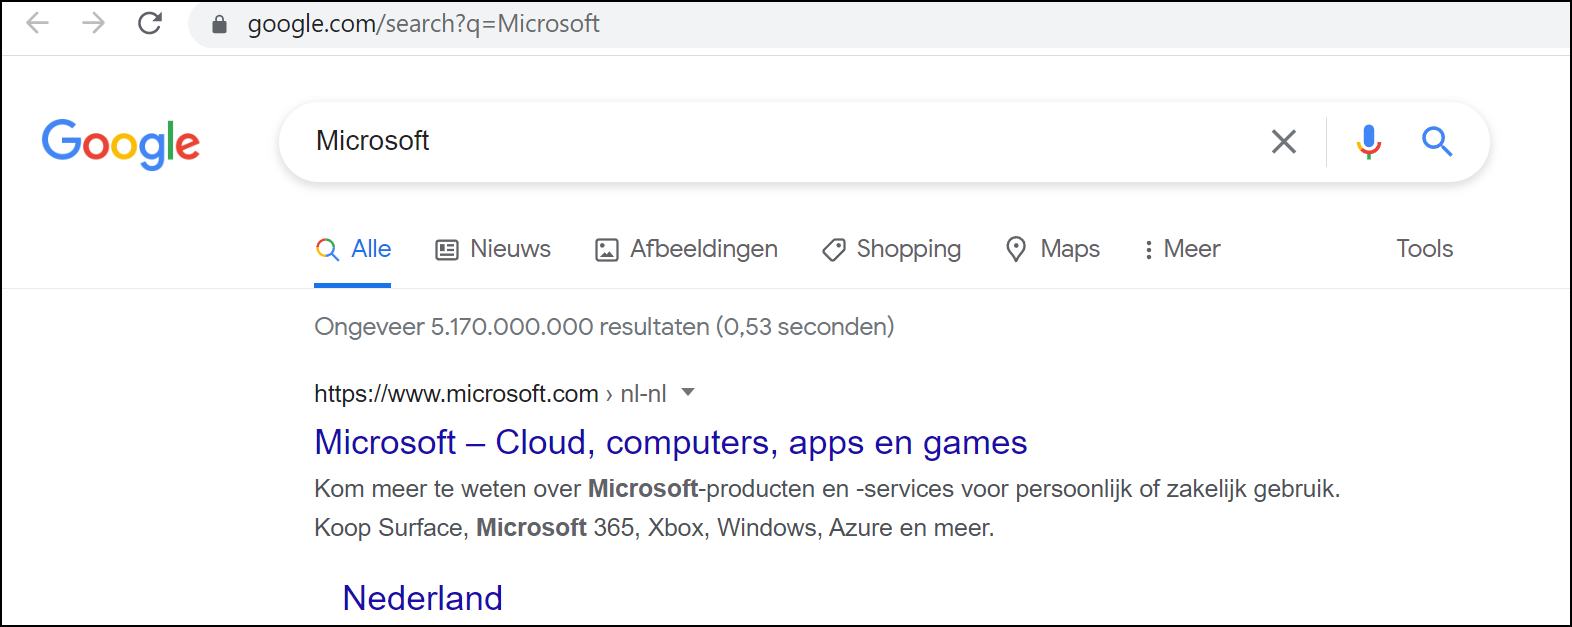 google.com/search?q=Microsoft
Google
Microsoft
Alle Nieuws Afbeeldingen Shopping Maps Meer Tools
Ongeveer 5.170.000.000 resultaten (0,53 seconden)
https://www.microsoft.com › nl-nl
Microsoft – Cloud, computers, apps en games
Kom meer te weten over Microsoft-producten en -services voor persoonlijk of zakelijk gebruik.
Koop Surface, Microsoft 365, Xbox, Windows, Azure en meer.
Nederland